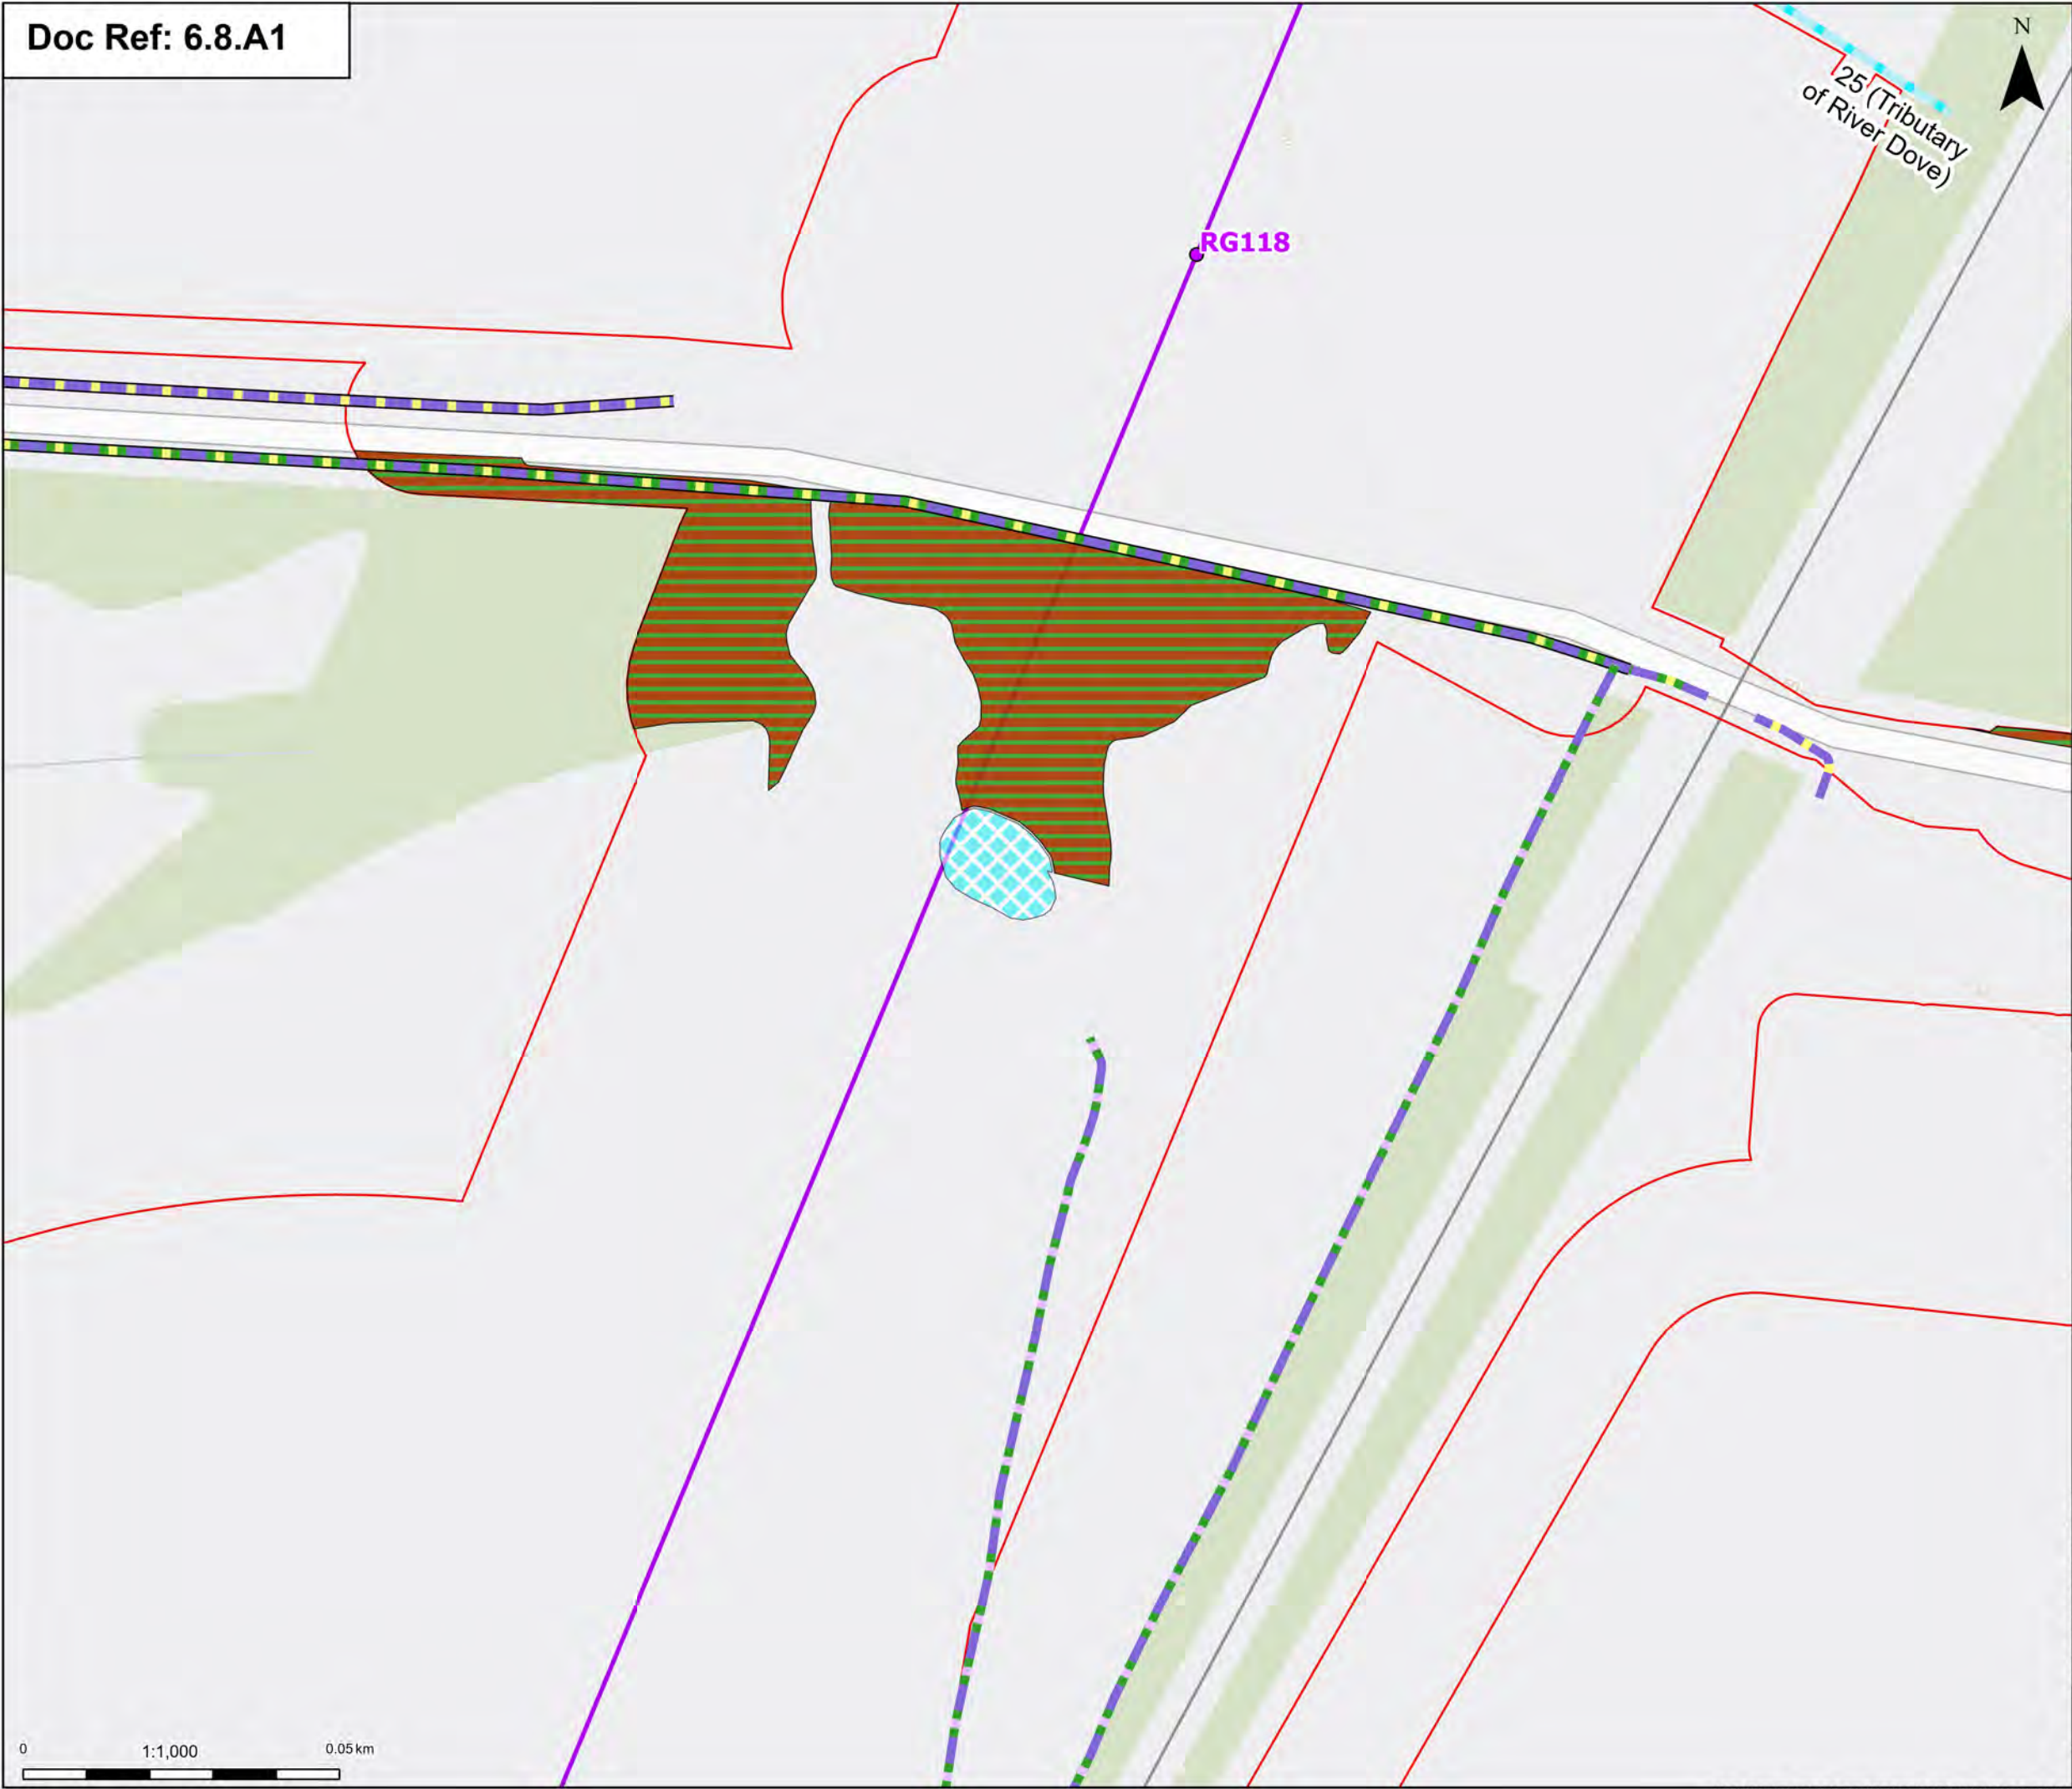 Doc Ref: 6.8.A1
N
25 (Tributary
of River Dove)
RG118
0
1:1,000
0.05 km